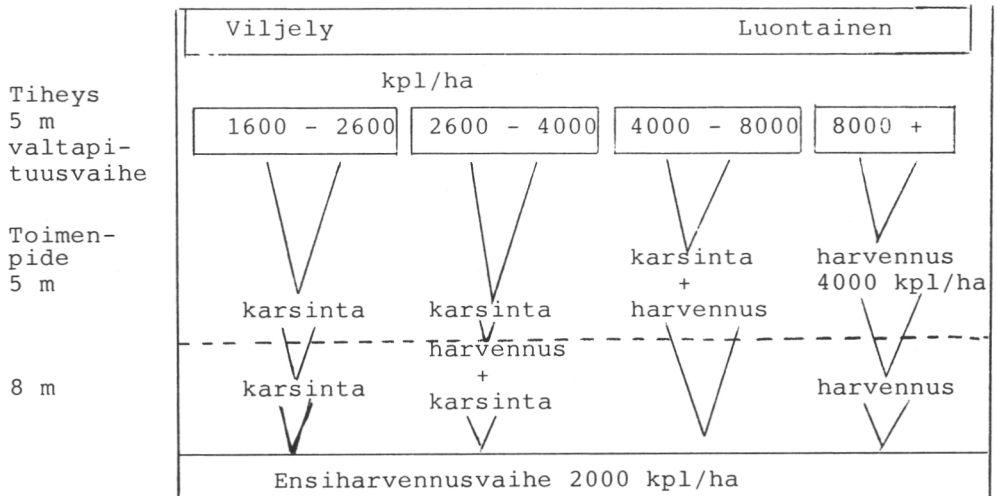 Viljely Luontainen
kpl/ha
Tiheys
5 m
valtapi-
tuusvaihe
1600 - 2600 2600 - 4000 4000 - 8000 8000 +
Toimen-
pide
5 m
karsinta
+
harvennus
harvennus
4000 kpl/ha
karsinta karsinta
harvennus
+
karsinta
8 m
karsinta
harvennus
Ensiharvennusvaihe 2000 kpl/ha